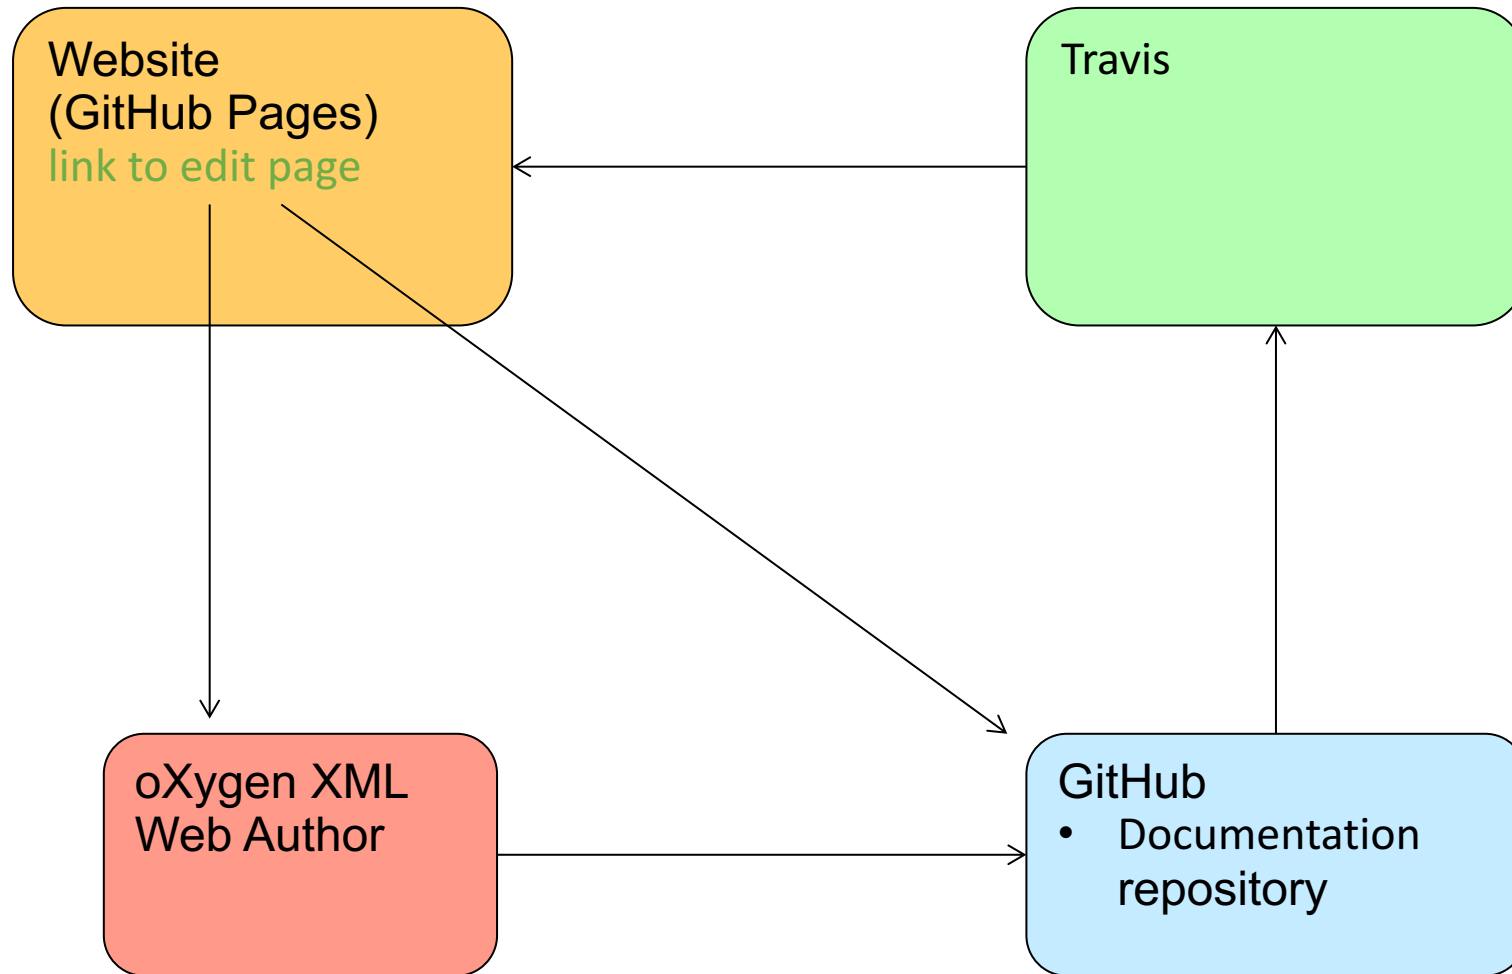 Website
(GitHub Pages)
link to edit page
Travis
oXygen XML
Web Author
GitHub
• Documentation
repository